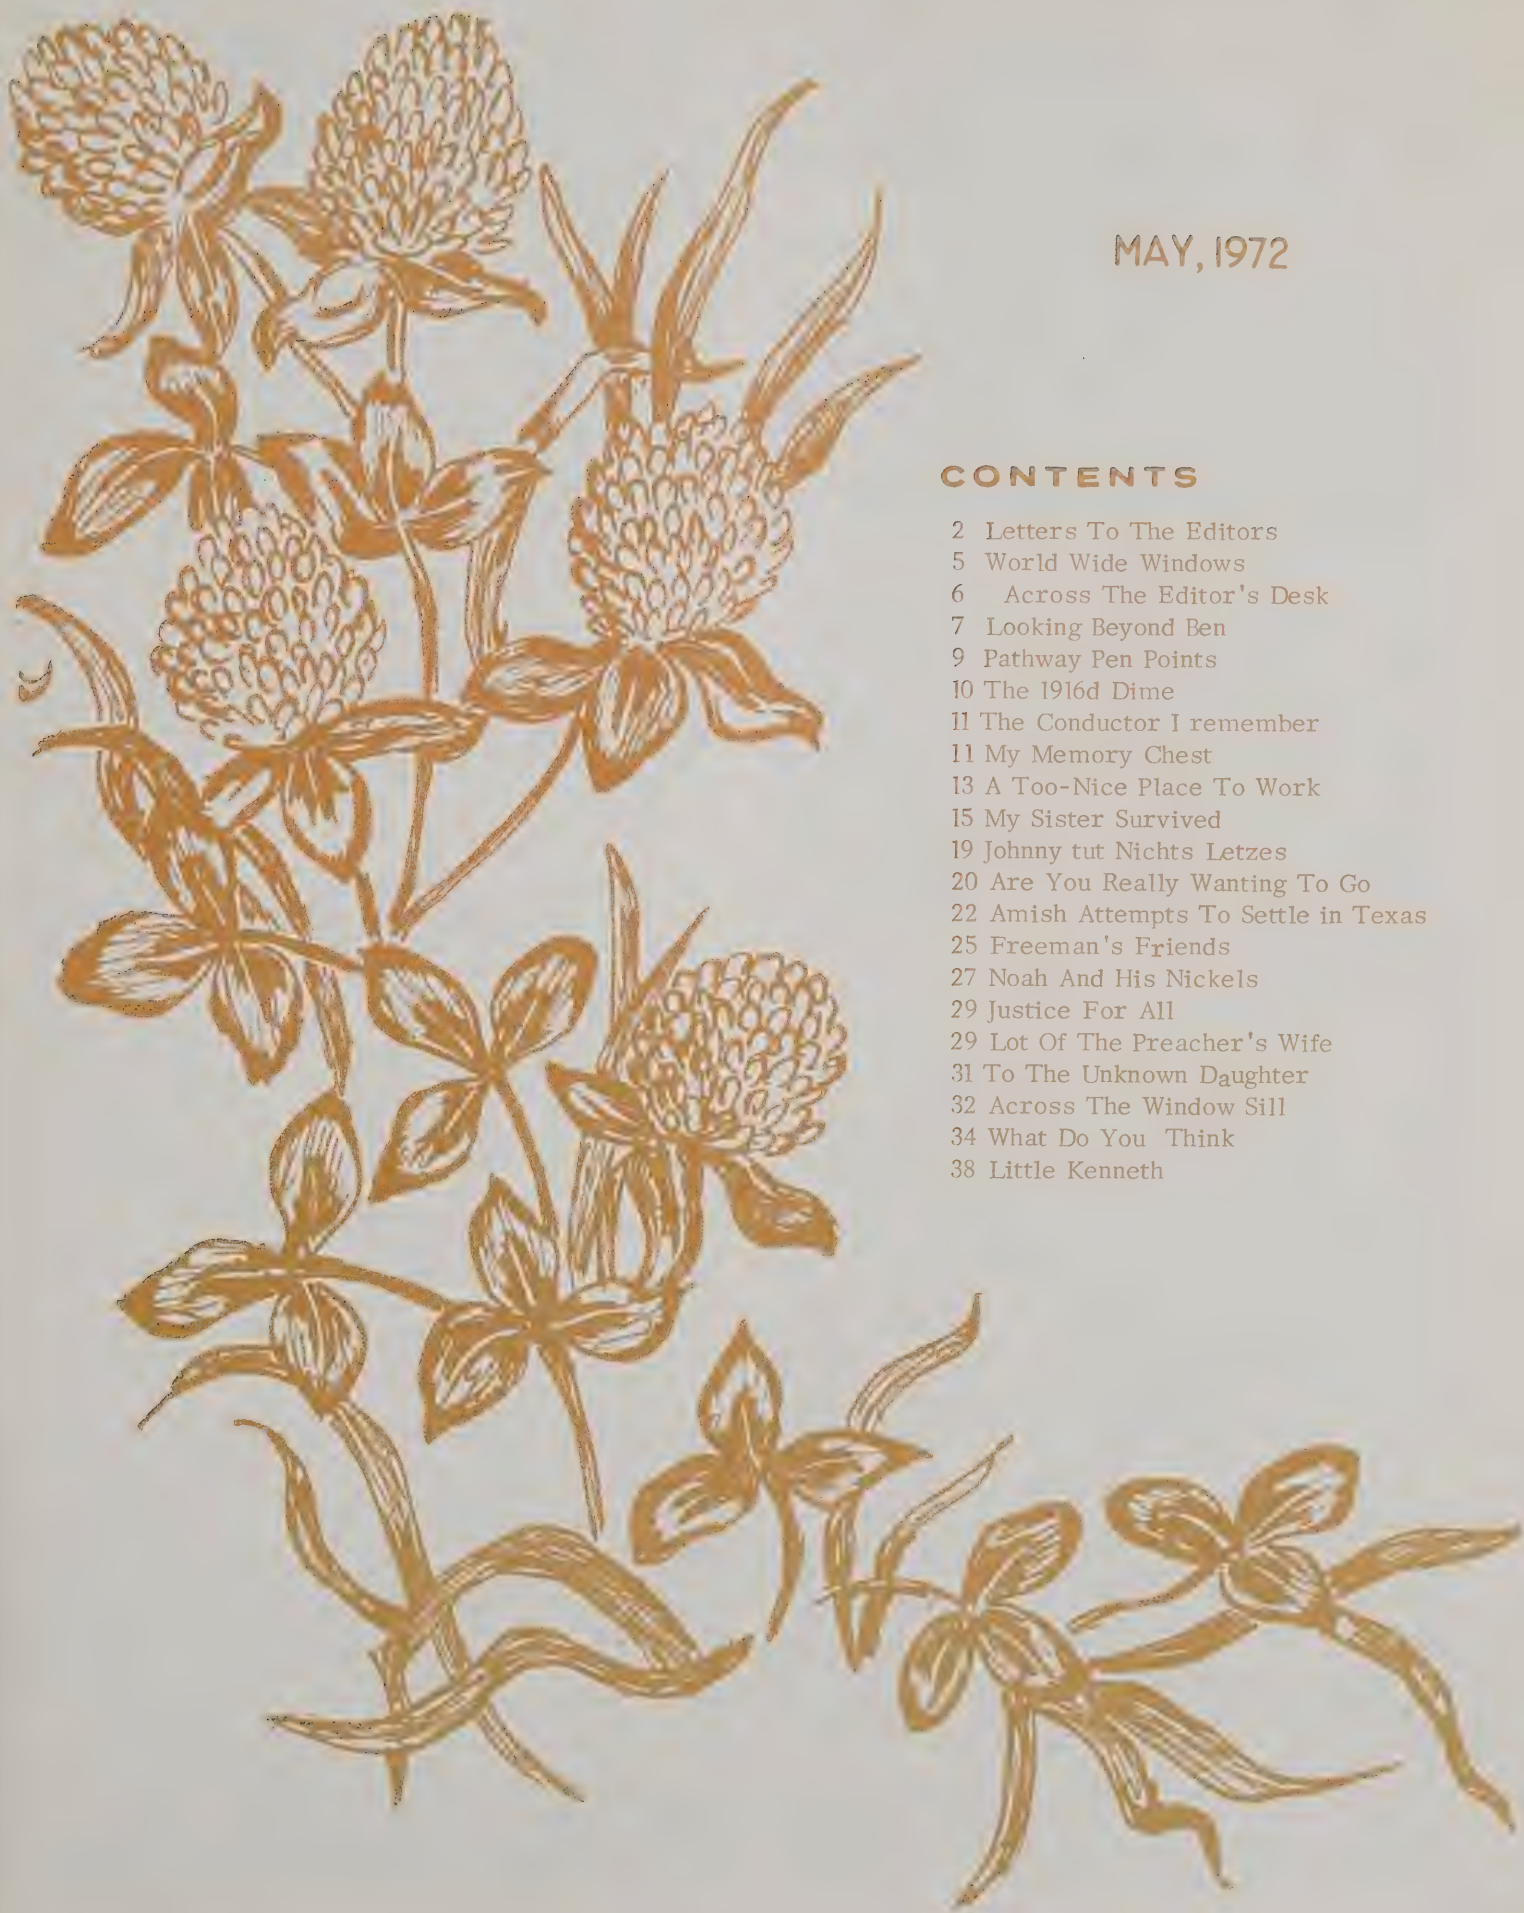 MAY, 1972
CONTENTS
2 Letters To The Editors
5 World Wide Windows
6 Across The Editor's Desk
7 Looking Beyond Ben
9 Pathway Pen Points
10 The 1916d Dime
11 The Conductor I remember
11 My Memory Chest
13 A Too-Nice Place To Work
15 My Sister Survived
19 Johnny tut Nichts Letzes
20 Are You Really Wanting To Go
22 Amish Attempts To Settle in Texas
25 Freeman's Friends
27 Noah And His Nickels
29 Justice For All
29 Lot Of The Preacher's Wife
31 To The Unknown Daughter
32 Across The Window Sill
34 What Do You Think
38 Little Kenneth